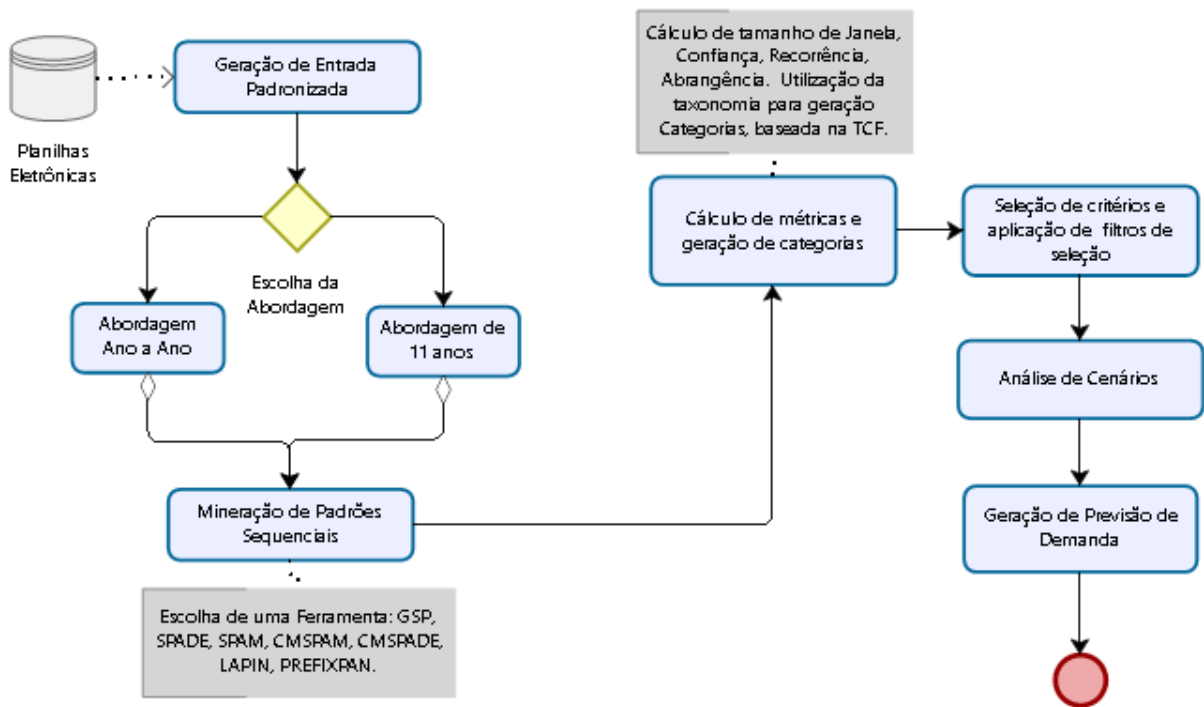 Geração de Entrada
Padronizada
Planilhas
Eletrônicas
Escolha da
Abordagem
Abordagem
Ano a Ano
Abordagem de
11 anos
Mineração de Padrões
Sequenciais
Escolha de uma Ferramenta: GSP,
SPADE, SPAM, CMSPAM, CMSPADE,
LAPIN, PREFIXPAN.
Cálculo de tamanho de Janela,
Confiança, Recorrência,
Abrangência. Utilização da
taxonomia para geração
Categorias, baseada na TCF.
Cálculo de métricas e
geração de categorias
Seleção de critérios e
aplicação de filtros de
seleção
Análise de Cenários
Geração de Previsão de
Demanda